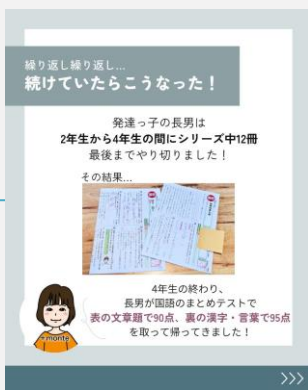 繰り返し繰り返し…
続けていたらこうなった！
発達っ子の長男は
2年生から4年生の間にシリーズ中12冊
最後までやり切りました！
その結果…
4年生の終わり、
長男が国語のまとめテストで
表の文章題で90点、裏の漢字・言葉で95点
を取って帰ってきました！
monte
>>>